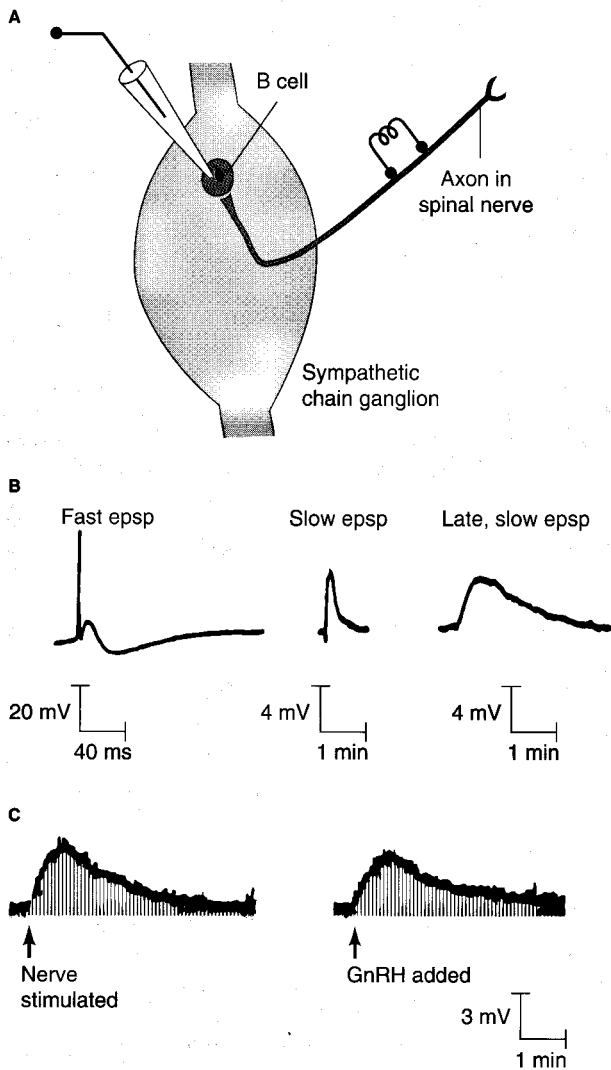 A
B cell
Axon in
spinal nerve
Sympathetic
chain ganglion
B
Fast epsp
Slow epsp
Late, slow epsp
20 mV
40 ms
4 mV
1 min
4 mV
1 min
C
Nerve
stimulated
GnRH added
3 mV
1 min